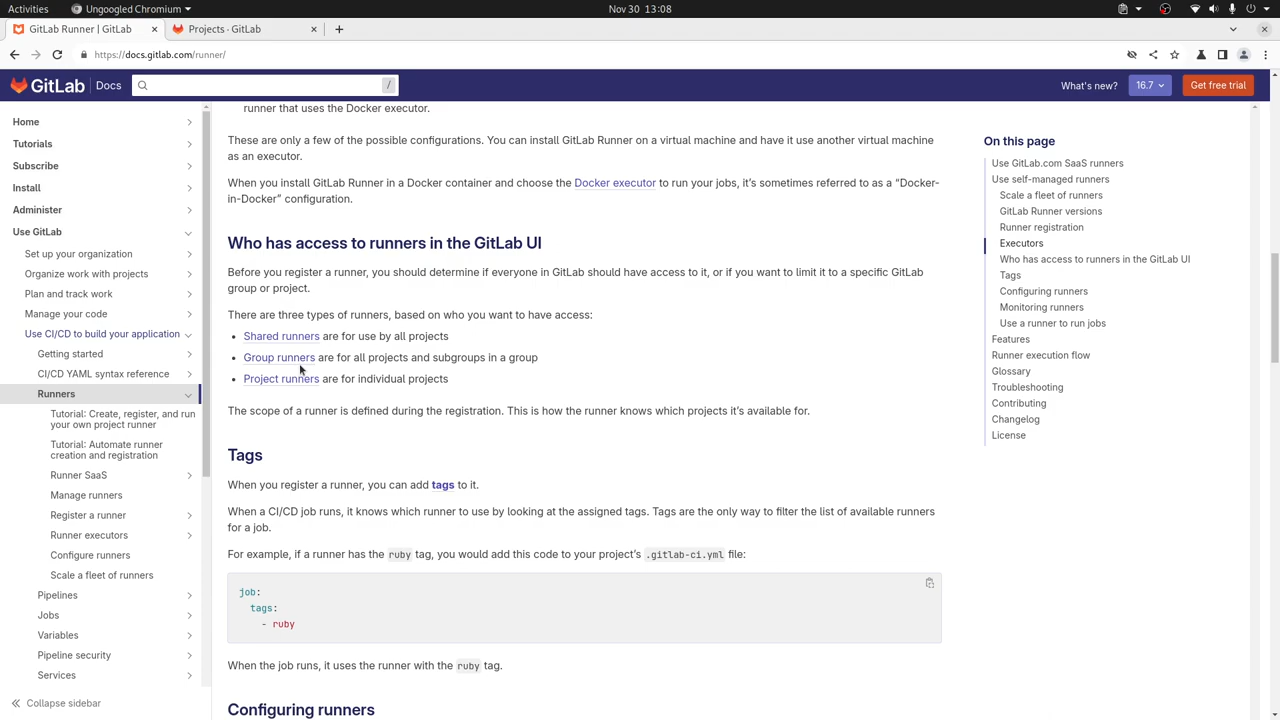 Activities
Ungoogled Chromium
Nov 30 13:08
GitLab Runner | GitLab
Projects · GitLab
https://docs.gitlab.com/runner/
GitLab
Docs
/
What's new?
16.7
Get free trial
Home
Tutorials
Subscribe
Install
Administer
Use GitLab
Set up your organization
Organize work with projects
Plan and track work
Manage your code
Use CI/CD to build your application
Getting started
CI/CD YAML syntax reference
Runners
Tutorial: Create, register, and run
your own project runner
Tutorial: Automate runner
creation and registration
Runner SaaS
Manage runners
Register a runner
Runner executors
Configure runners
Scale a fleet of runners
Pipelines
Jobs
Variables
Pipeline security
Services
Collapse sidebar
runner that uses the Docker executor.
These are only a few of the possible configurations. You can install GitLab Runner on a virtual machine and have it use another virtual machine
as an executor.
When you install GitLab Runner in a Docker container and choose the Docker executor to run your jobs, it’s sometimes referred to as a “Docker-
in-Docker” configuration.
Who has access to runners in the GitLab UI
Before you register a runner, you should determine if everyone in GitLab should have access to it, or if you want to limit it to a specific GitLab
group or project.
There are three types of runners, based on who you want to have access:
• Shared runners are for use by all projects
• Group runners are for all projects and subgroups in a group
• Project runners are for individual projects
The scope of a runner is defined during the registration. This is how the runner knows which projects it’s available for.
Tags
When you register a runner, you can add tags to it.
When a CI/CD job runs, it knows which runner to use by looking at the assigned tags. Tags are the only way to filter the list of available runners
for a job.
For example, if a runner has the ruby tag, you would add this code to your project’s .gitlab-ci.yml file:
job:
tags:
- ruby
When the job runs, it uses the runner with the ruby tag.
Configuring runners
On this page
Use GitLab.com SaaS runners
Use self-managed runners
Scale a fleet of runners
GitLab Runner versions
Runner registration
Executors
Who has access to runners in the GitLab UI
Tags
Configuring runners
Monitoring runners
Use a runner to run jobs
Features
Runner execution flow
Glossary
Troubleshooting
Contributing
Changelog
License